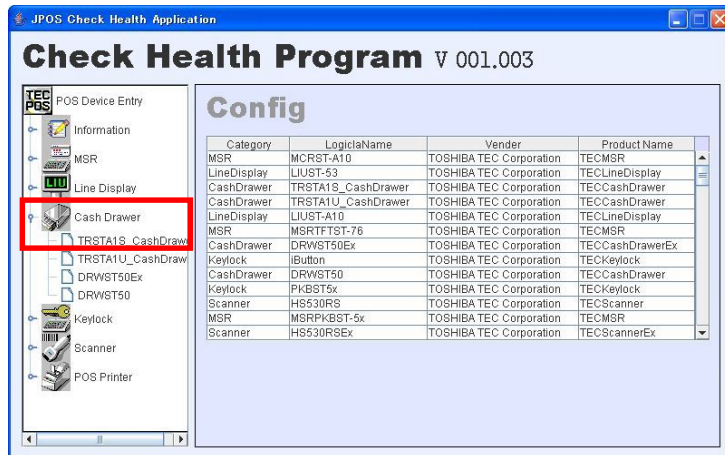 JPOS Check Health Application
Check Health Program V 001.003
TEC POS
POS Device Entry
Information
MSR
LIU
Line Display
Cash Drawer
TRSTA1S_CashDraw
TRSTA1U_CashDraw
DRWST50Ex
DRWST50
Keylock
Scanner
POS Printer
Config
Category LogiclaName Vender Product Name
MSR MCRST-A10 TOSHIBA TEC Corporation TECMSR
LineDisplay LIUST-53 TOSHIBA TEC Corporation TECLineDisplay
CashDrawer TRSTA1S_CashDrawer TOSHIBA TEC Corporation TECCashDrawer
CashDrawer TRSTA1U_CashDrawer TOSHIBA TEC Corporation TECCashDrawer
LineDisplay LIUST-A10 TOSHIBA TEC Corporation TECLineDisplay
MSR MSRTFTST-76 TOSHIBA TEC Corporation TECMSR
CashDrawer DRWST50Ex TOSHIBA TEC Corporation TECCashDrawerEx
Keylock iButton TOSHIBA TEC Corporation TECKeylock
CashDrawer DRWST50 TOSHIBA TEC Corporation TECCashDrawer
Keylock PKBST5x TOSHIBA TEC Corporation TECKeylock
Scanner HS530RS TOSHIBA TEC Corporation TECScanner
MSR MSRPKBST-5x TOSHIBA TEC Corporation TECMSR
Scanner HS530RSEx TOSHIBA TEC Corporation TECScannerEx